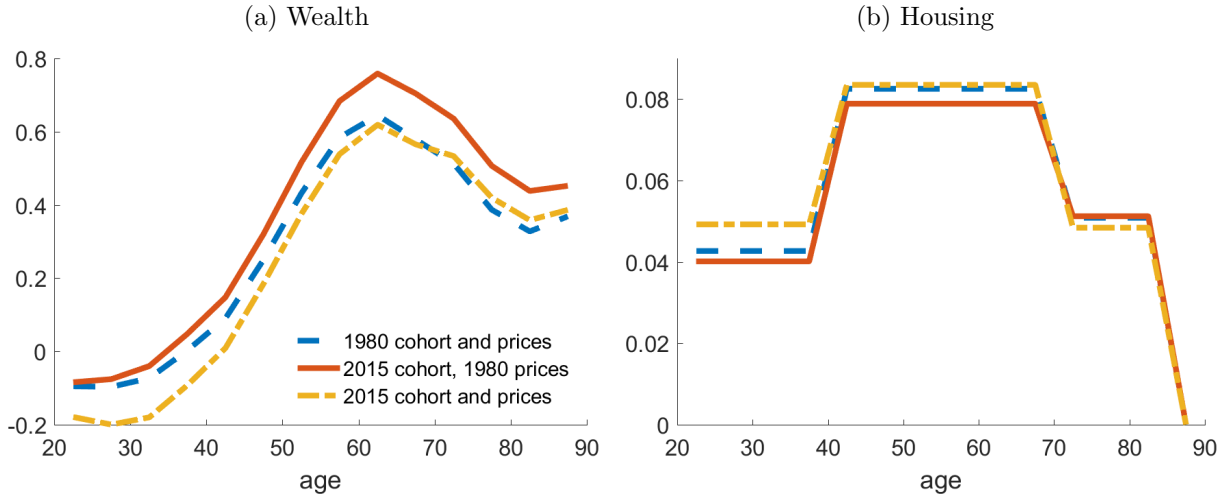 (a) Wealth
0.8
0.6
0.4
0.2
0
-0.2
20 30 40 50 60 70 80 90
age
1980 cohort and prices
2015 cohort, 1980 prices
2015 cohort and prices
(b) Housing
0.08
0.06
0.04
0.02
0
20 30 40 50 60 70 80 90
age